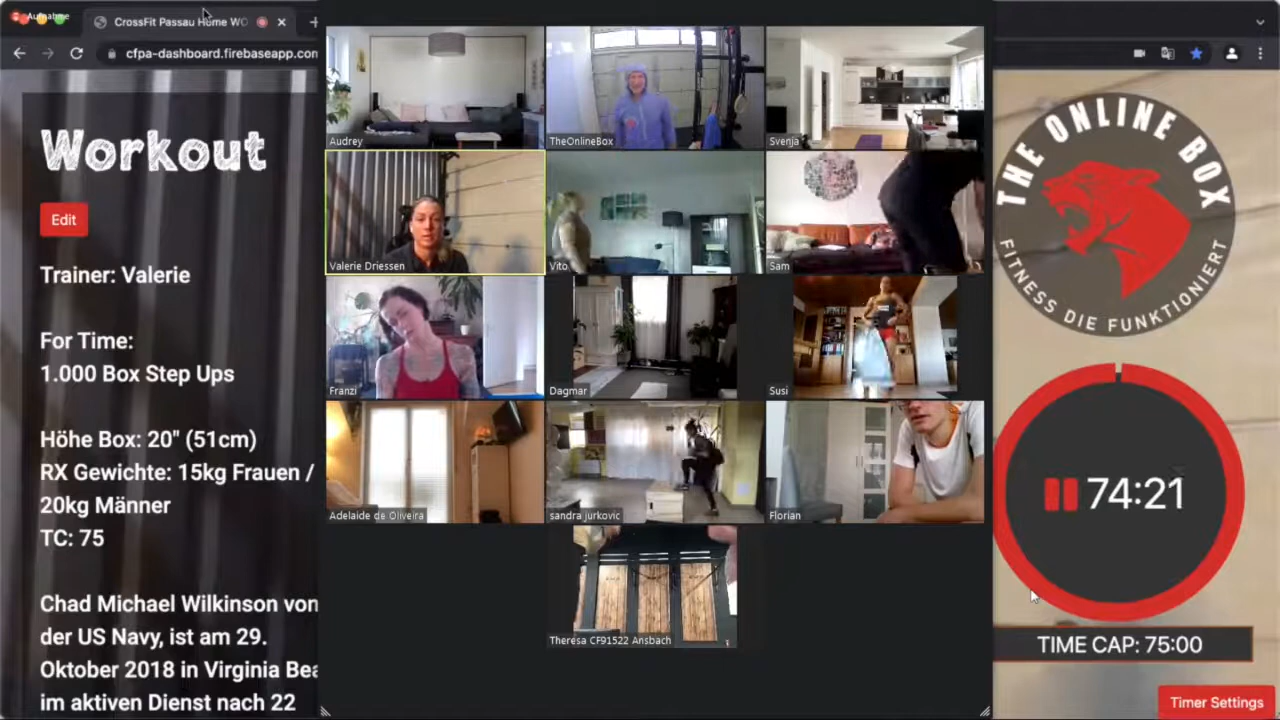 Aufnahme
CrossFit Passau Home WO
cfpa-dashboard.firebaseapp.com
Workout
Edit
Trainer: Valerie
For Time:
1.000 Box Step Ups
Höhe Box: 20" (51cm)
RX Gewichte: 15kg Frauen /
20kg Männer
TC: 75
Chad Michael Wilkinson von
der US Navy, ist am 29.
Oktober 2018 in Virginia Bea
im aktiven Dienst nach 22
Audrey
TheOnlineBox
Svenja
Valerie Driessen
Vito
Sam
Franzi
Dagmar
Susi
Adelaide de Oliveira
sandra jurkovic
Florian
Theresa CF91522 Ansbach
THE ONLINE BOX
FITNESS DIE FUNKTIONIERT
74:21
TIME CAP: 75:00
Timer Settings